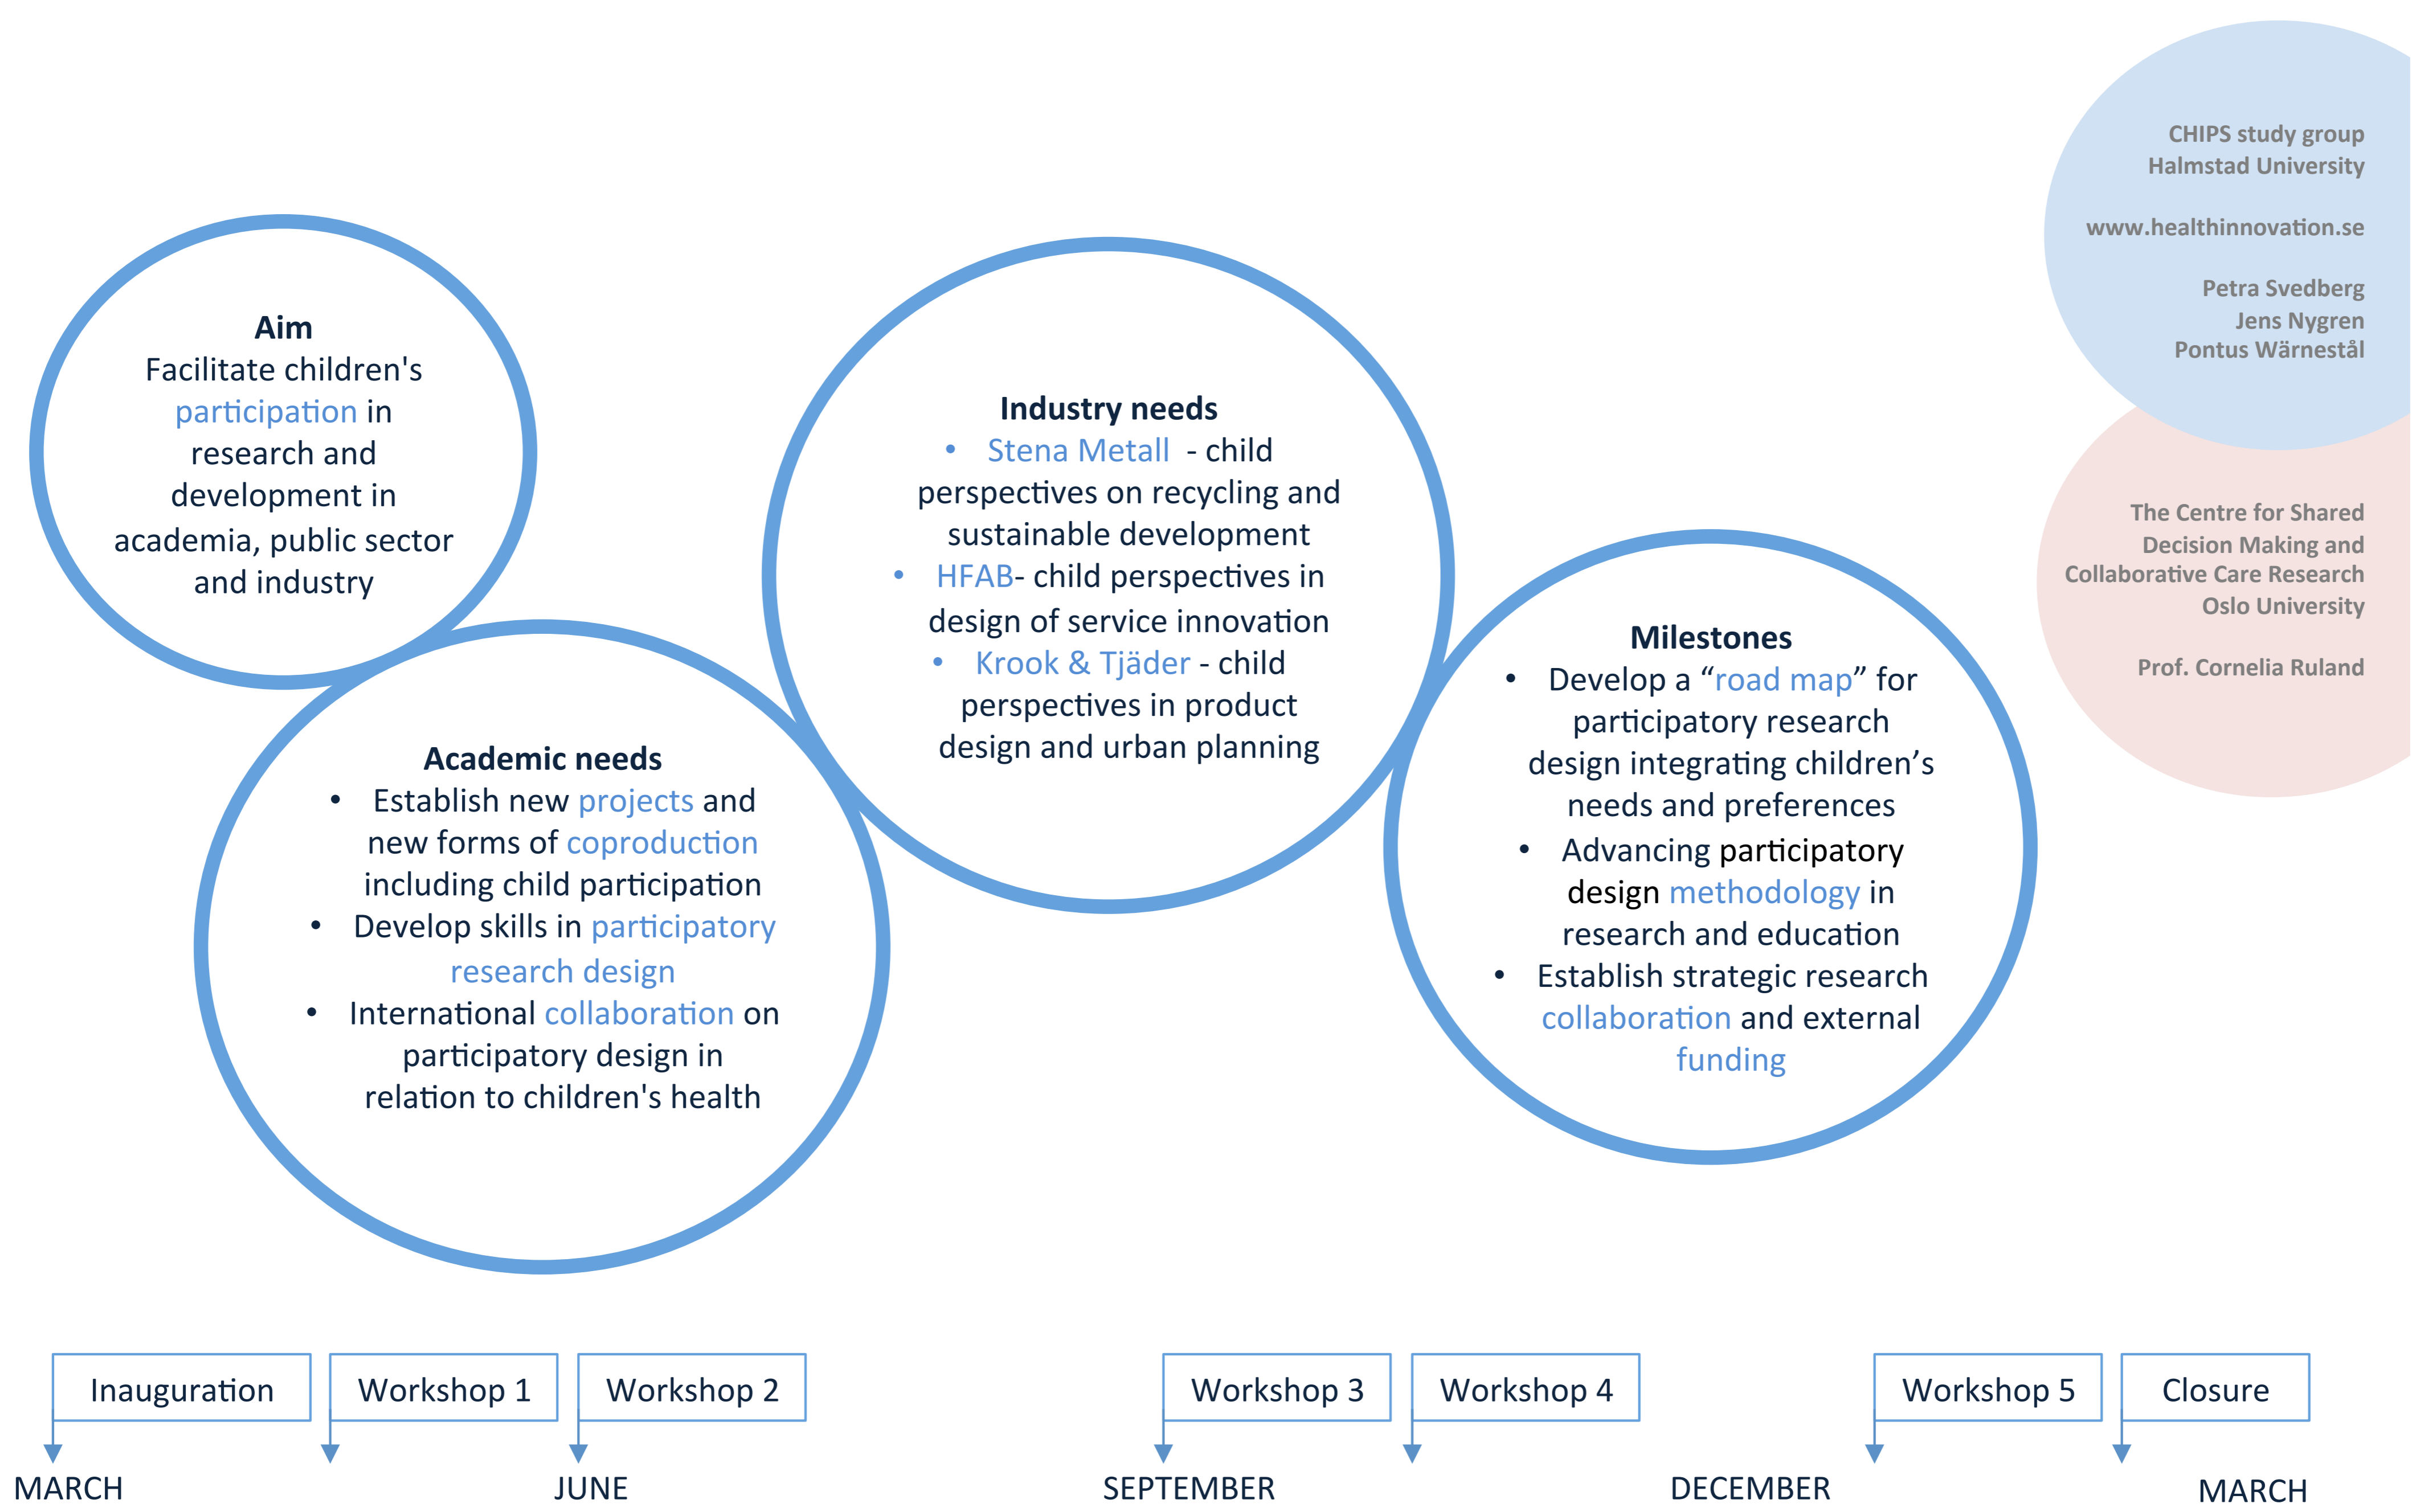 CHIPS study group
Halmstad University
www.healthinnovation.se
Petra Svedberg
Jens Nygren
Pontus Wärnestål
The Centre for Shared
Decision Making and
Collaborative Care Research
Oslo University
Prof. Cornelia Ruland
Aim
Facilitate children's
participation in
research and
development in
academia, public sector
and industry
Academic needs
• Establish new projects and
new forms of coproduction
including child participation
• Develop skills in participatory
research design
• International collaboration on
participatory design in
relation to children's health
Industry needs
• Stena Metall - child
perspectives on recycling and
sustainable development
• HFAB- child perspectives in
design of service innovation
• Krook & Tjäder - child
perspectives in product
design and urban planning
Milestones
• Develop a “road map” for
participatory research
design integrating children’s
needs and preferences
• Advancing participatory
design methodology in
research and education
• Establish strategic research
collaboration and external
funding
Inauguration
Workshop 1
Workshop 2
Workshop 3
Workshop 4
Workshop 5
Closure
MARCH
JUNE
SEPTEMBER
DECEMBER
MARCH